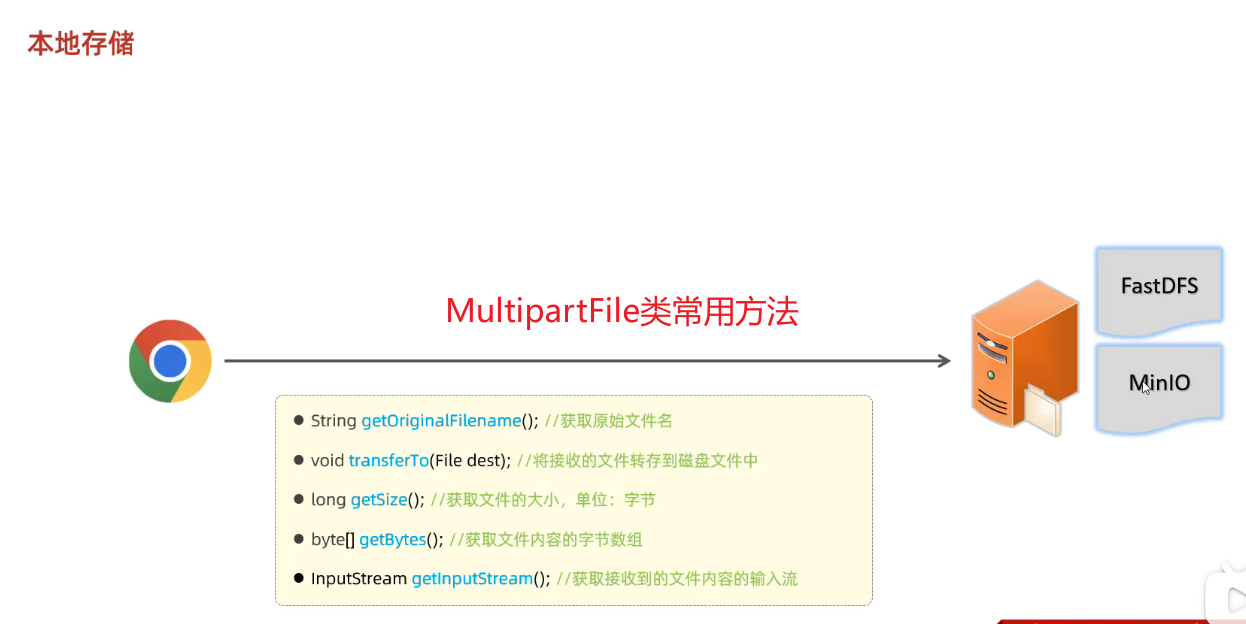 本地存储
MultipartFile类常用方法
FastDFS
MinIO
● String getOriginalFilename(); //获取原始文件名
● void transferTo(File dest); //将接收的文件转存到磁盘文件中
● long getSize(); //获取文件的大小，单位：字节
● byte[] getBytes(); //获取文件内容的字节数组
● InputStream getInputStream(); //获取接收到的文件内容的输入流